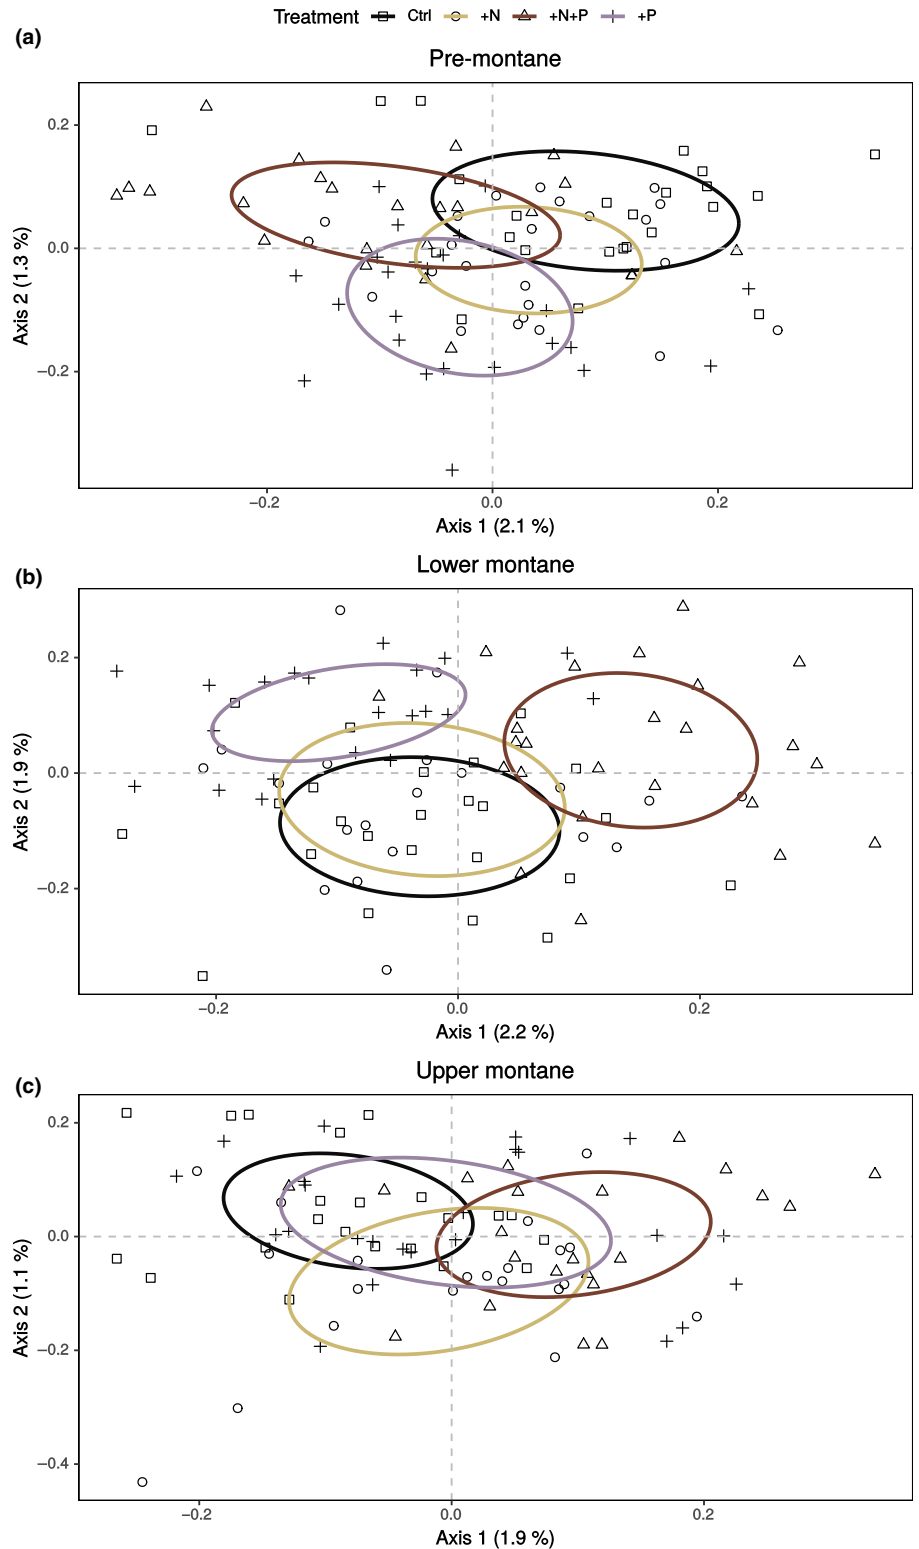 Treatment Ctrl +N +N+P +P
(a)
Pre-montane
0.2
0.0
−0.2
Axis 2 (1.3 %)
−0.2 0.0 0.2
Axis 1 (2.1 %)
(b)
Lower montane
0.2
0.0
−0.2
Axis 2 (1.9 %)
−0.2 0.0 0.2
Axis 1 (2.2 %)
(c)
Upper montane
0.2
0.0
−0.2
−0.4
Axis 2 (1.1 %)
−0.2 0.0 0.2
Axis 1 (1.9 %)